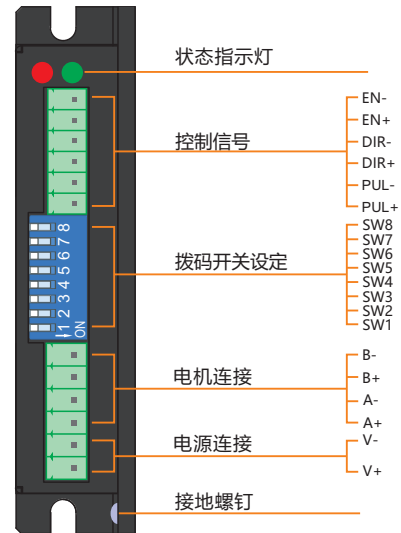 状态指示灯
控制信号
EN-
EN+
DIR-
DIR+
PUL-
PUL+
1 2 3 4 5 6 7 8
↓ON
拨码开关设定
SW8
SW7
SW6
SW5
SW4
SW3
SW2
SW1
电机连接
B-
B+
A-
A+
电源连接
V-
V+
接地螺钉